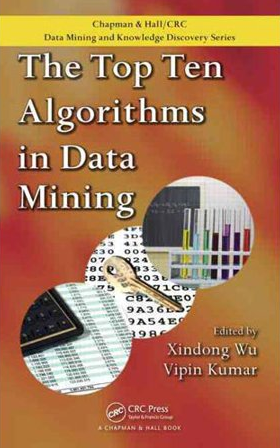 Chapman & Hall/CRC
Data Mining and Knowledge Discovery Series
The Top Ten
Algorithms
in Data
Mining
Edited by
Xindong Wu
Vipin Kumar
CRC
CRC Press
Taylor & Francis Group
A CHAPMAN & HALL BOOK